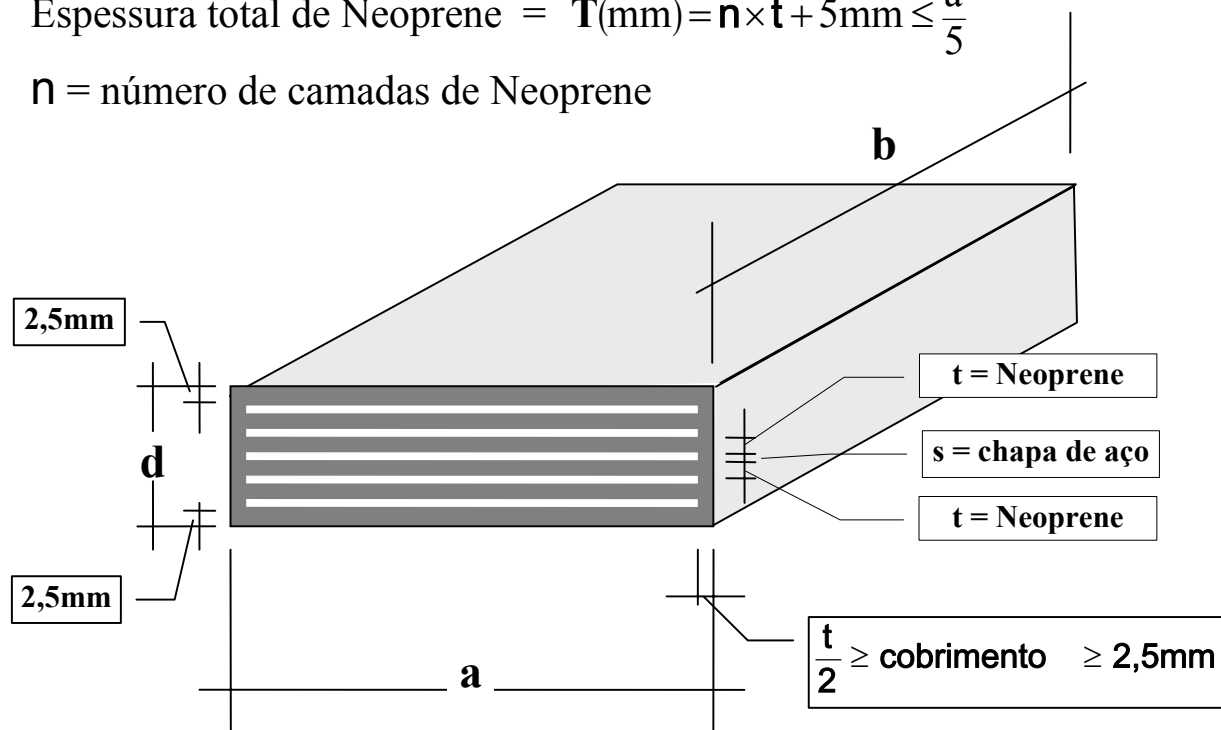 Espessura total de Neoprene = T(mm) = n × t + 5mm ≤ a/5
n = número de camadas de Neoprene
b
2,5mm
t = Neoprene
d
s = chapa de aço
t = Neoprene
2,5mm
t/2 ≥ cobrimento ≥ 2,5mm
a